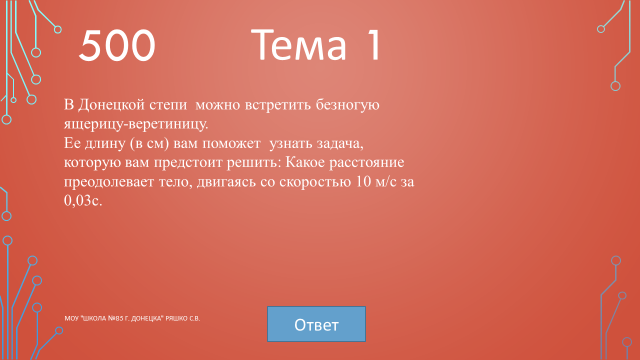 500 Тема 1
В Донецкой степи можно встретить безногую
ящерицу-веретиницу.
Ее длину (в см) вам поможет узнать задача,
которую вам предстоит решить: Какое расстояние
преодолевает тело, двигаясь со скоростью 10 м/с за
0,03с.
МОУ "ШКОЛА №85 Г. ДОНЕЦКА" РЯШКО С.В.
Ответ